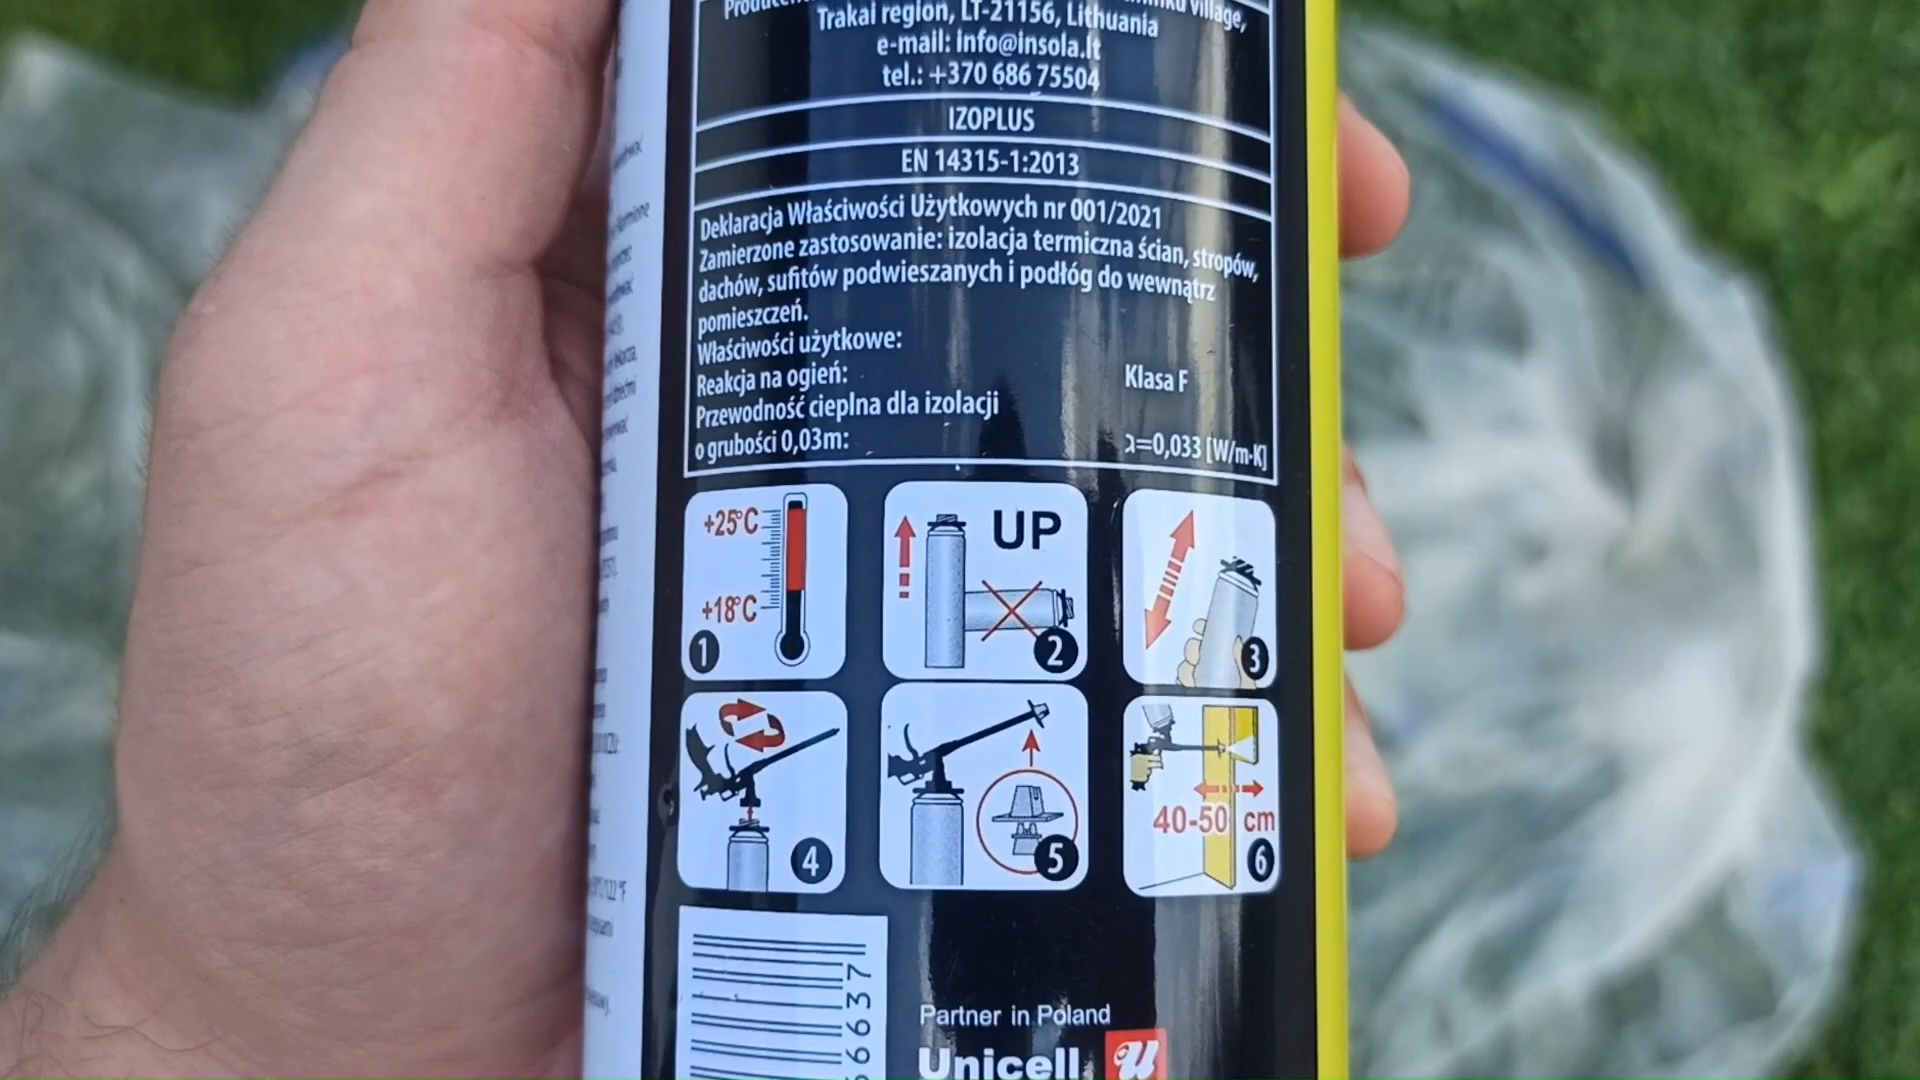 Trakai region, LT-21156, Lithuania
village,
e-mail: info@insola.lt
tel.: +370 686 75504
IZOPLUS
EN 14315-1:2013
Deklaracja Właściwości Użytkowych nr 001/2021
Zamierzone zastosowanie: izolacja termiczna ścian, stropów,
dachów, sufitów podwieszanych i podłóg do wewnątrz
pomieszczeń.
Właściwości użytkowe:
Reakcja na ogień: Klasa F
Przewodność cieplna dla izolacji
o grubości 0,03m: λ=0,033 [W/m·K]
+25°C
+18°C
1
UP
2
3
4
5
40-50 cm
6
6637
Partner in Poland
Unicell